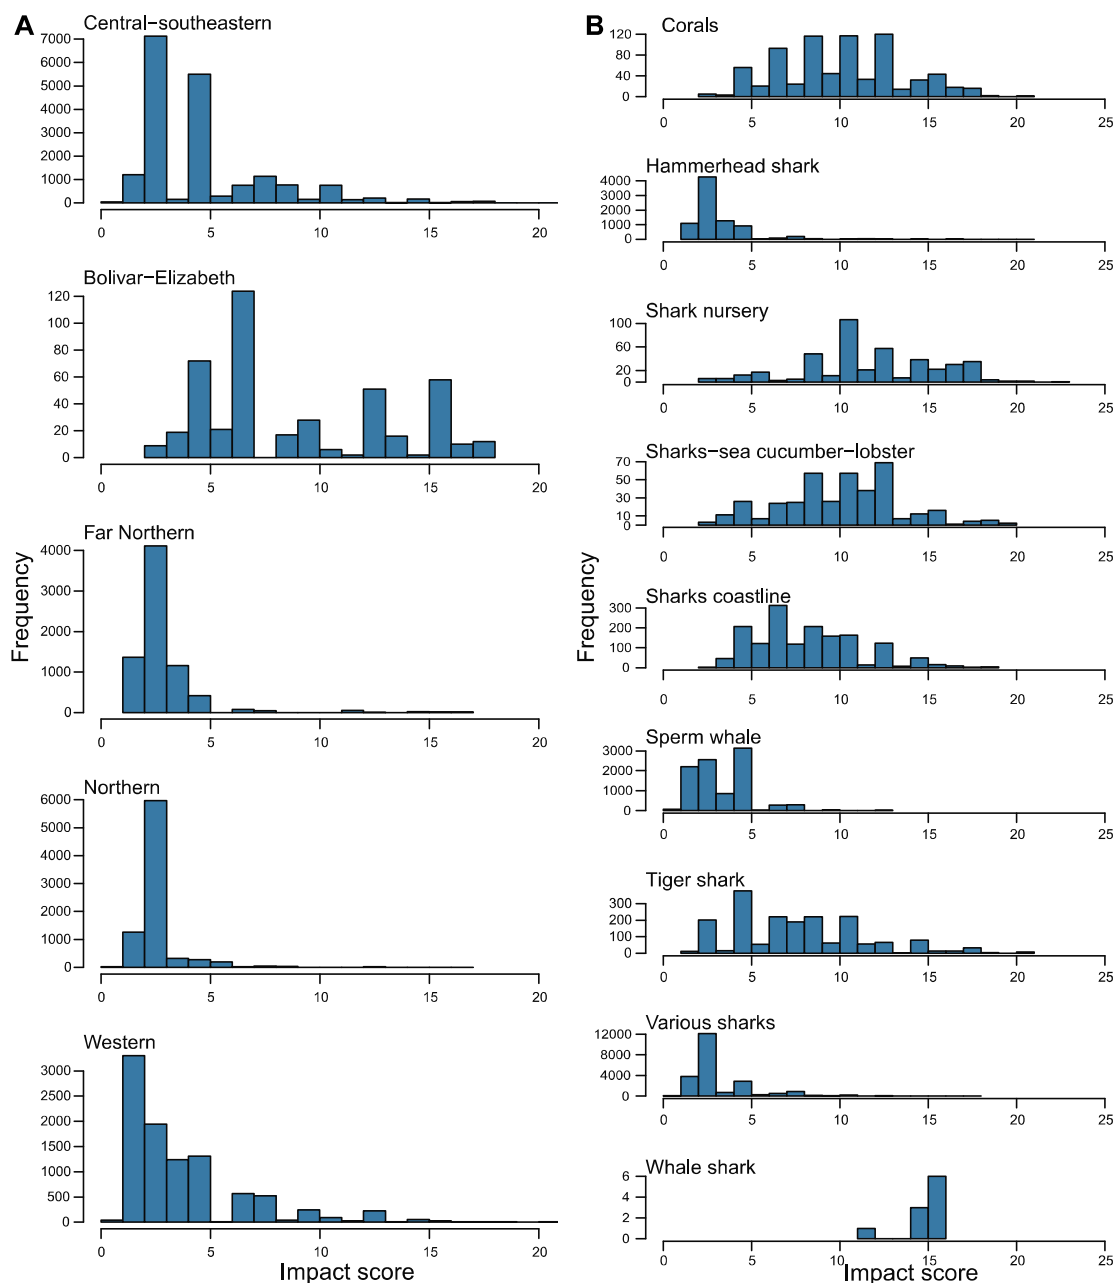 A
Central−southeastern
7000
6000
5000
4000
3000
2000
1000
0
0 5 10 15 20
Bolivar−Elizabeth
120
100
80
60
40
20
0
0 5 10 15 20
Far Northern
4000
3000
2000
1000
0
0 5 10 15 20
Northern
6000
5000
4000
3000
2000
1000
0
0 5 10 15 20
Western
3000
2500
2000
1500
1000
500
0
0 5 10 15 20
Frequency
Impact score
B
Corals
120
80
40
0
0 5 10 15 20 25
Hammerhead shark
4000
3000
2000
1000
0
0 5 10 15 20 25
Shark nursery
100
60
20
0
0 5 10 15 20 25
Sharks−sea cucumber−lobster
70
50
30
10
0
0 5 10 15 20 25
Sharks coastline
300
200
100
0
0 5 10 15 20 25
Sperm whale
3000
2000
1000
0
0 5 10 15 20 25
Tiger shark
300
200
100
0
0 5 10 15 20 25
Various sharks
12000
8000
4000
0
0 5 10 15 20 25
Whale shark
6
4
2
0
0 5 10 15 20 25
Frequency
Impact score